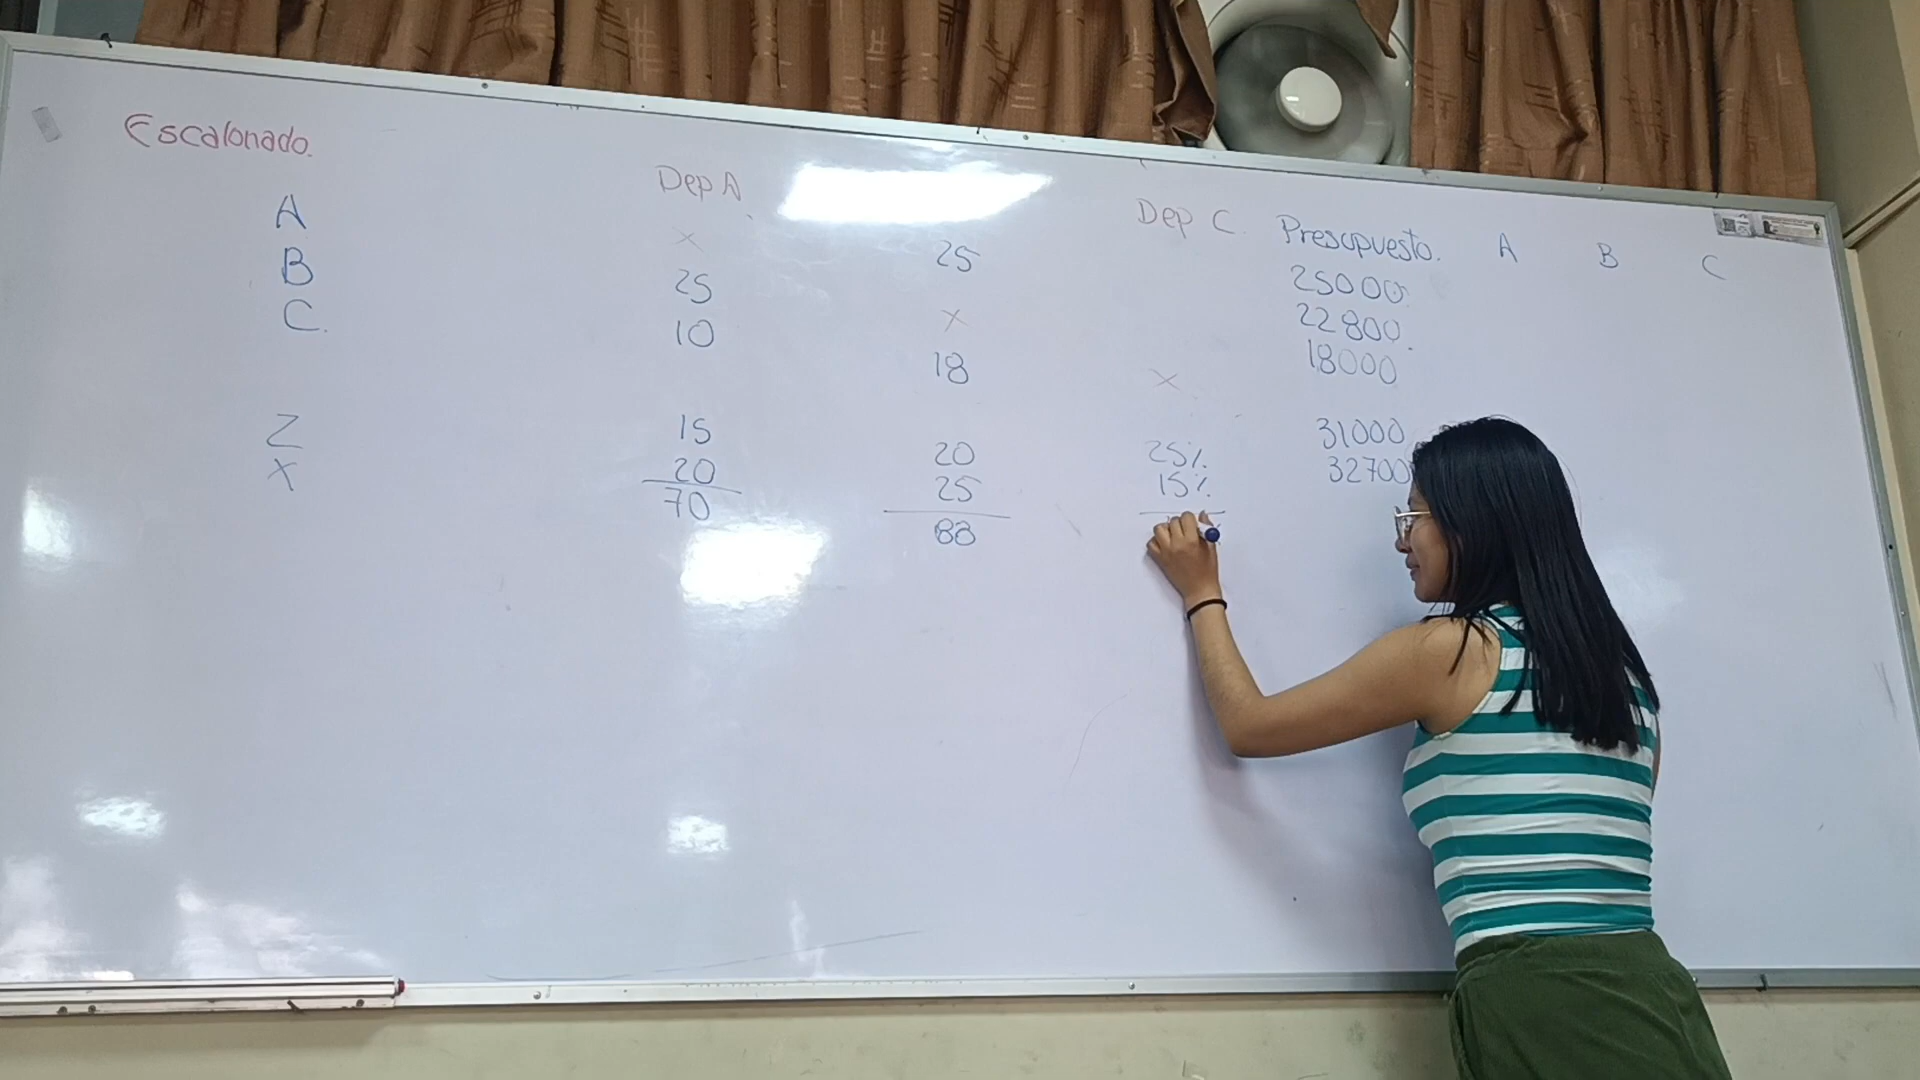 Escalonado.
Dep A Dep C. Presupuesto. A B C
A x 25 25000
B 25 x 22800.
C. 10 18 x 18000
Z 15 20 25% 31000
X 20 25 15% 32700
70 88